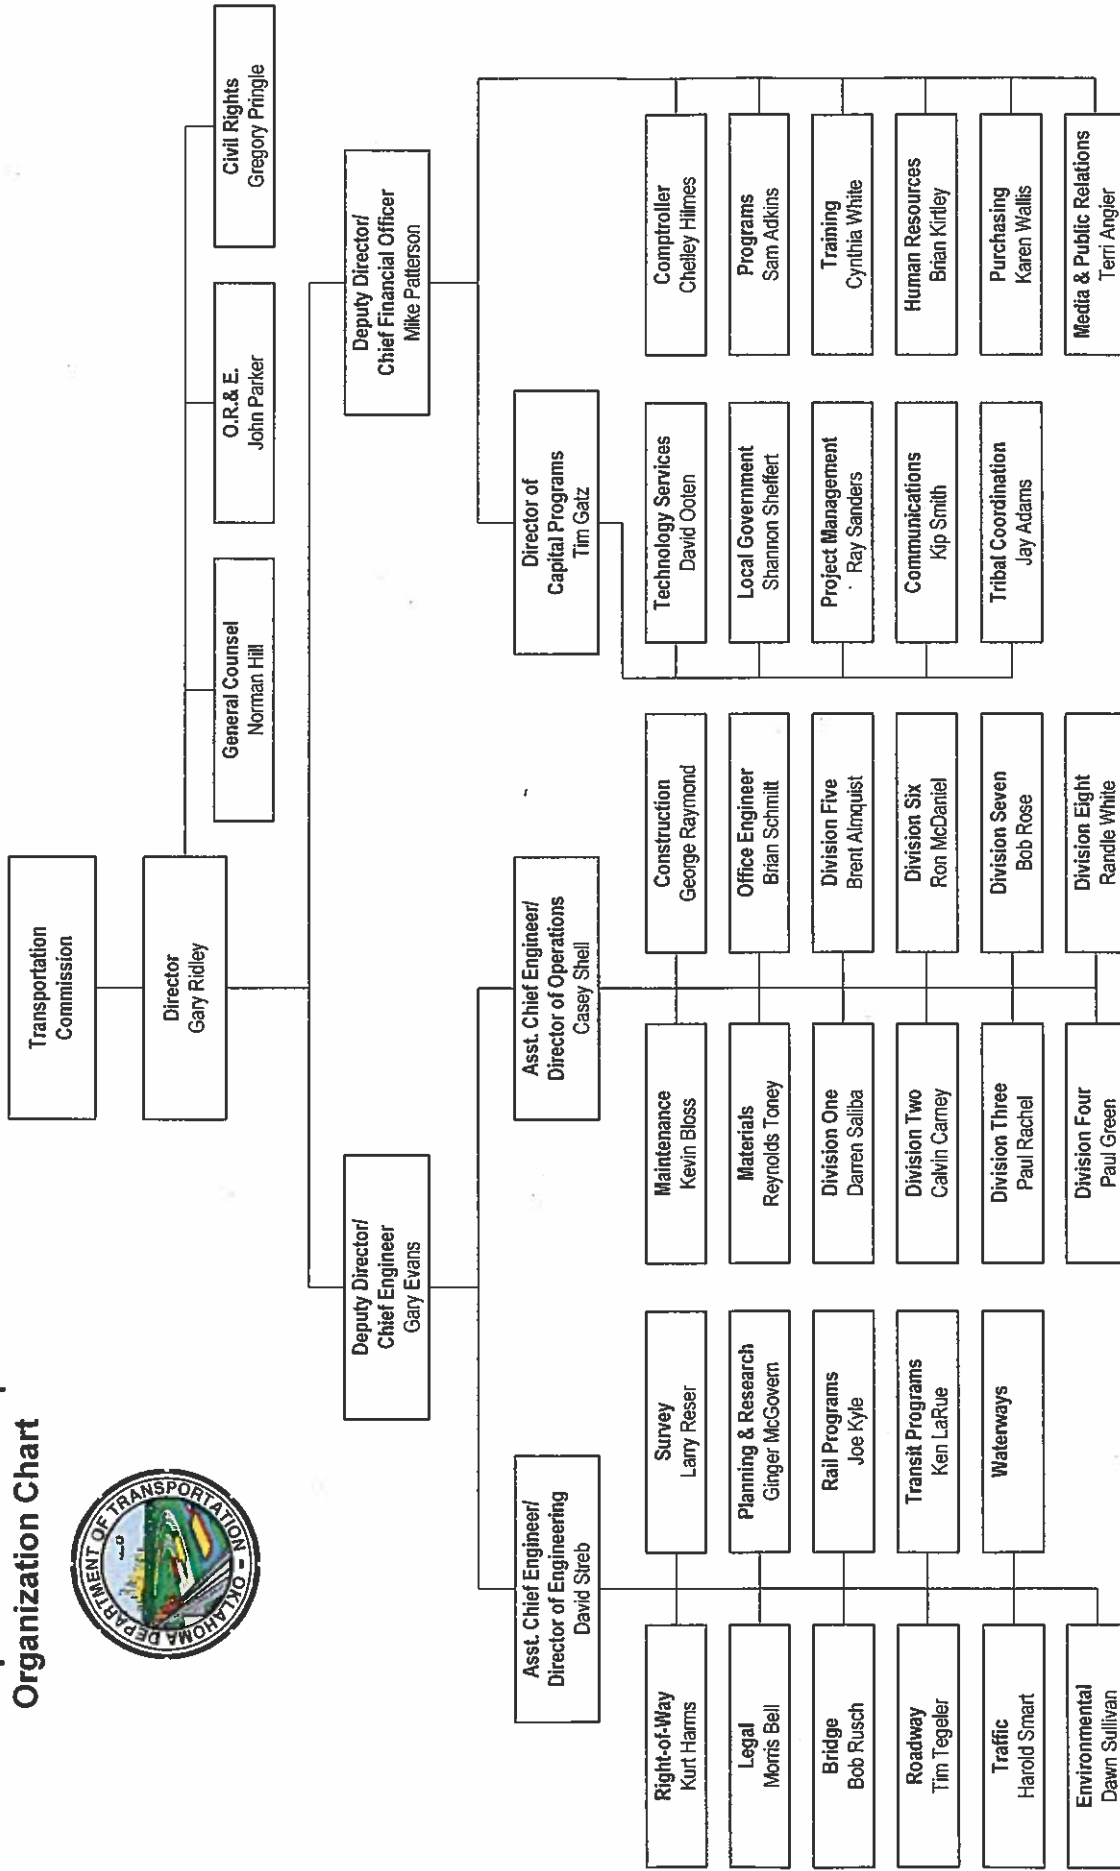 Organization Chart
OKLAHOMA DEPARTMENT OF TRANSPORTATION
Transportation
Commission
Director
Gary Ridley
General Counsel
Norman Hill
O.R.& E.
John Parker
Civil Rights
Gregory Pringle
Deputy Director/
Chief Engineer
Gary Evans
Deputy Director/
Chief Financial Officer
Mike Patterson
Asst. Chief Engineer/
Director of Engineering
David Streb
Asst. Chief Engineer/
Director of Operations
Casey Shell
Director of
Capital Programs
Tim Gatz
Right-of-Way
Kurt Harms
Legal
Morris Bell
Bridge
Bob Rusch
Roadway
Tim Tegeler
Traffic
Harold Smart
Environmental
Dawn Sullivan
Survey
Larry Reser
Planning & Research
Ginger McGovern
Rail Programs
Joe Kyle
Transit Programs
Ken LaRue
Waterways
Maintenance
Kevin Bloss
Materials
Reynolds Toney
Division One
Darren Saliba
Division Two
Calvin Carney
Division Three
Paul Rachel
Division Four
Paul Green
Construction
George Raymond
Office Engineer
Brian Schmitt
Division Five
Brent Almquist
Division Six
Ron McDaniel
Division Seven
Bob Rose
Division Eight
Randle White
Technology Services
David Ooten
Local Government
Shannon Sheffert
Project Management
Ray Sanders
Communications
Kip Smith
Tribal Coordination
Jay Adams
Comptroller
Chelley Hilmes
Programs
Sam Adkins
Training
Cynthia White
Human Resources
Brian Kirtley
Purchasing
Karen Wallis
Media & Public Relations
Terri Angier